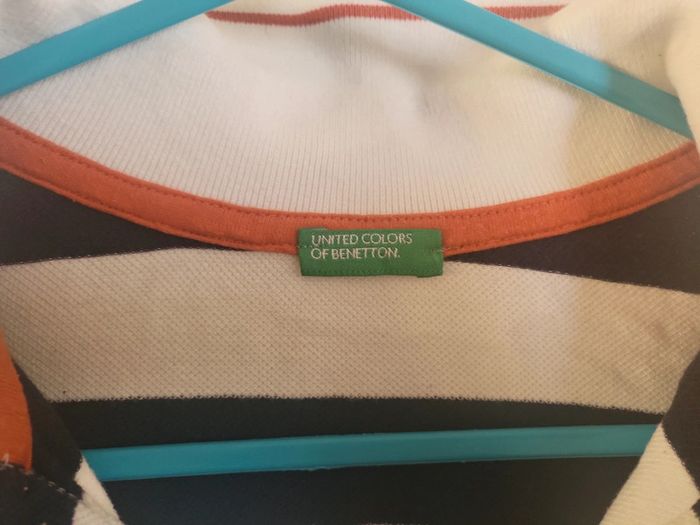 UNITED COLORS
OF BENETTON.